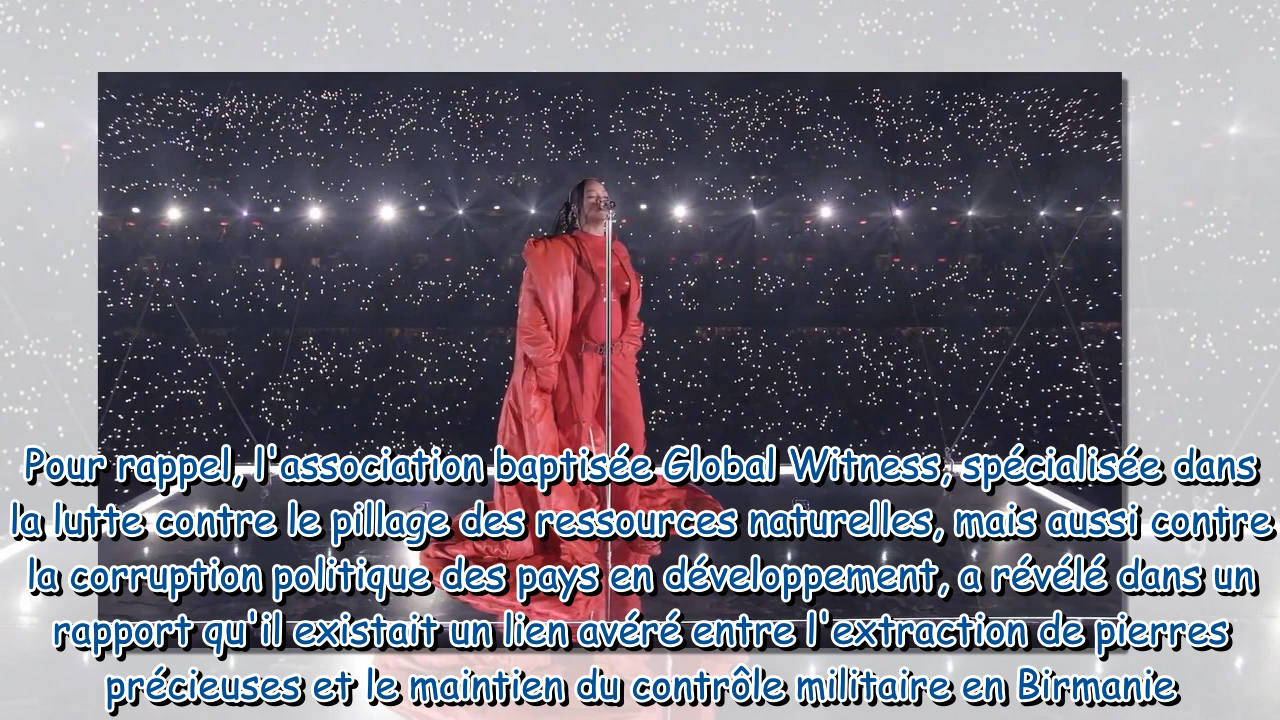 Pour rappel, l'association baptisée Global Witness, spécialisée dans
la lutte contre le pillage des ressources naturelles, mais aussi contre
la corruption politique des pays en développement, a révélé dans un
rapport qu'il existait un lien avéré entre l'extraction de pierres
précieuses et le maintien du contrôle militaire en Birmanie